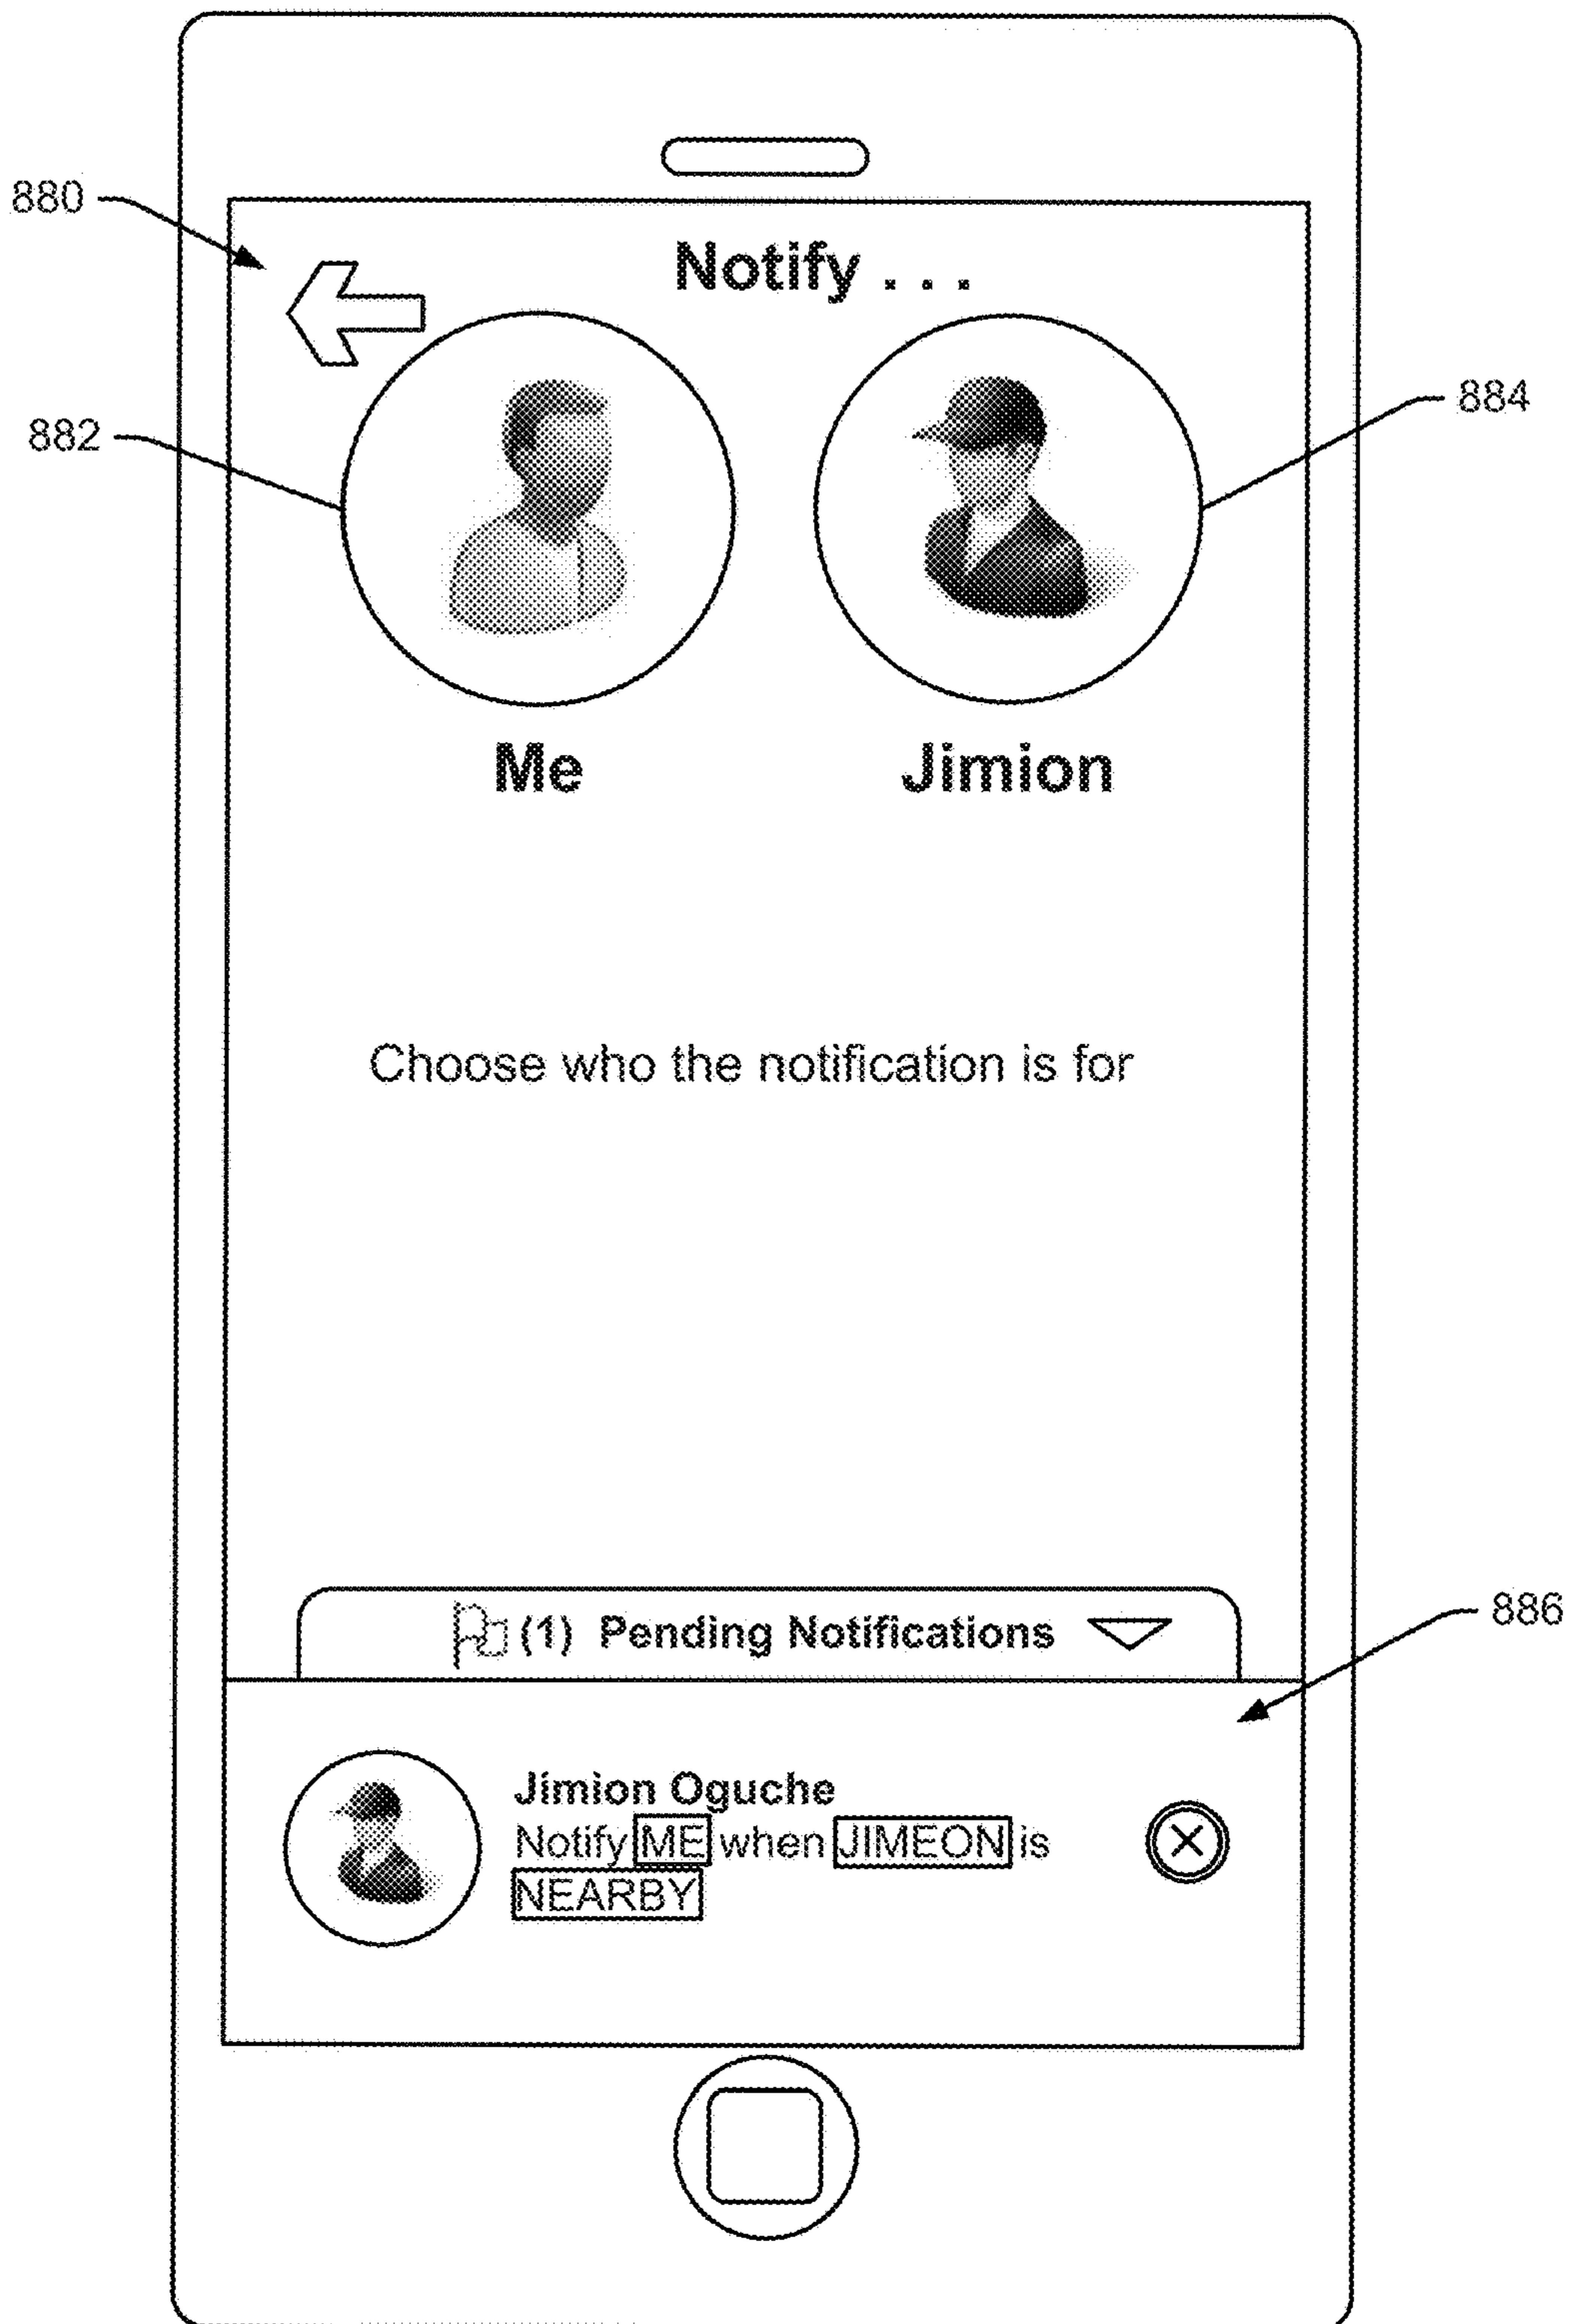 880
Notify . . .
882
884
Me
Jimion
Choose who the notification is for
(1) Pending Notifications
886
Jimion Oguche
Notify ME when JIMEON is
NEARBY